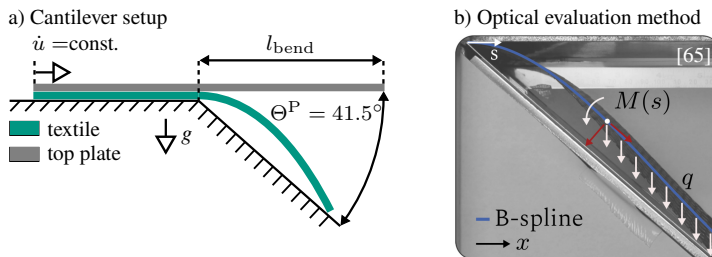 a) Cantilever setup
u̇ =const.
l_bend
Θ^P = 41.5°
g
textile
top plate
b) Optical evaluation method
[65]
s
M(s)
q
B-spline
x